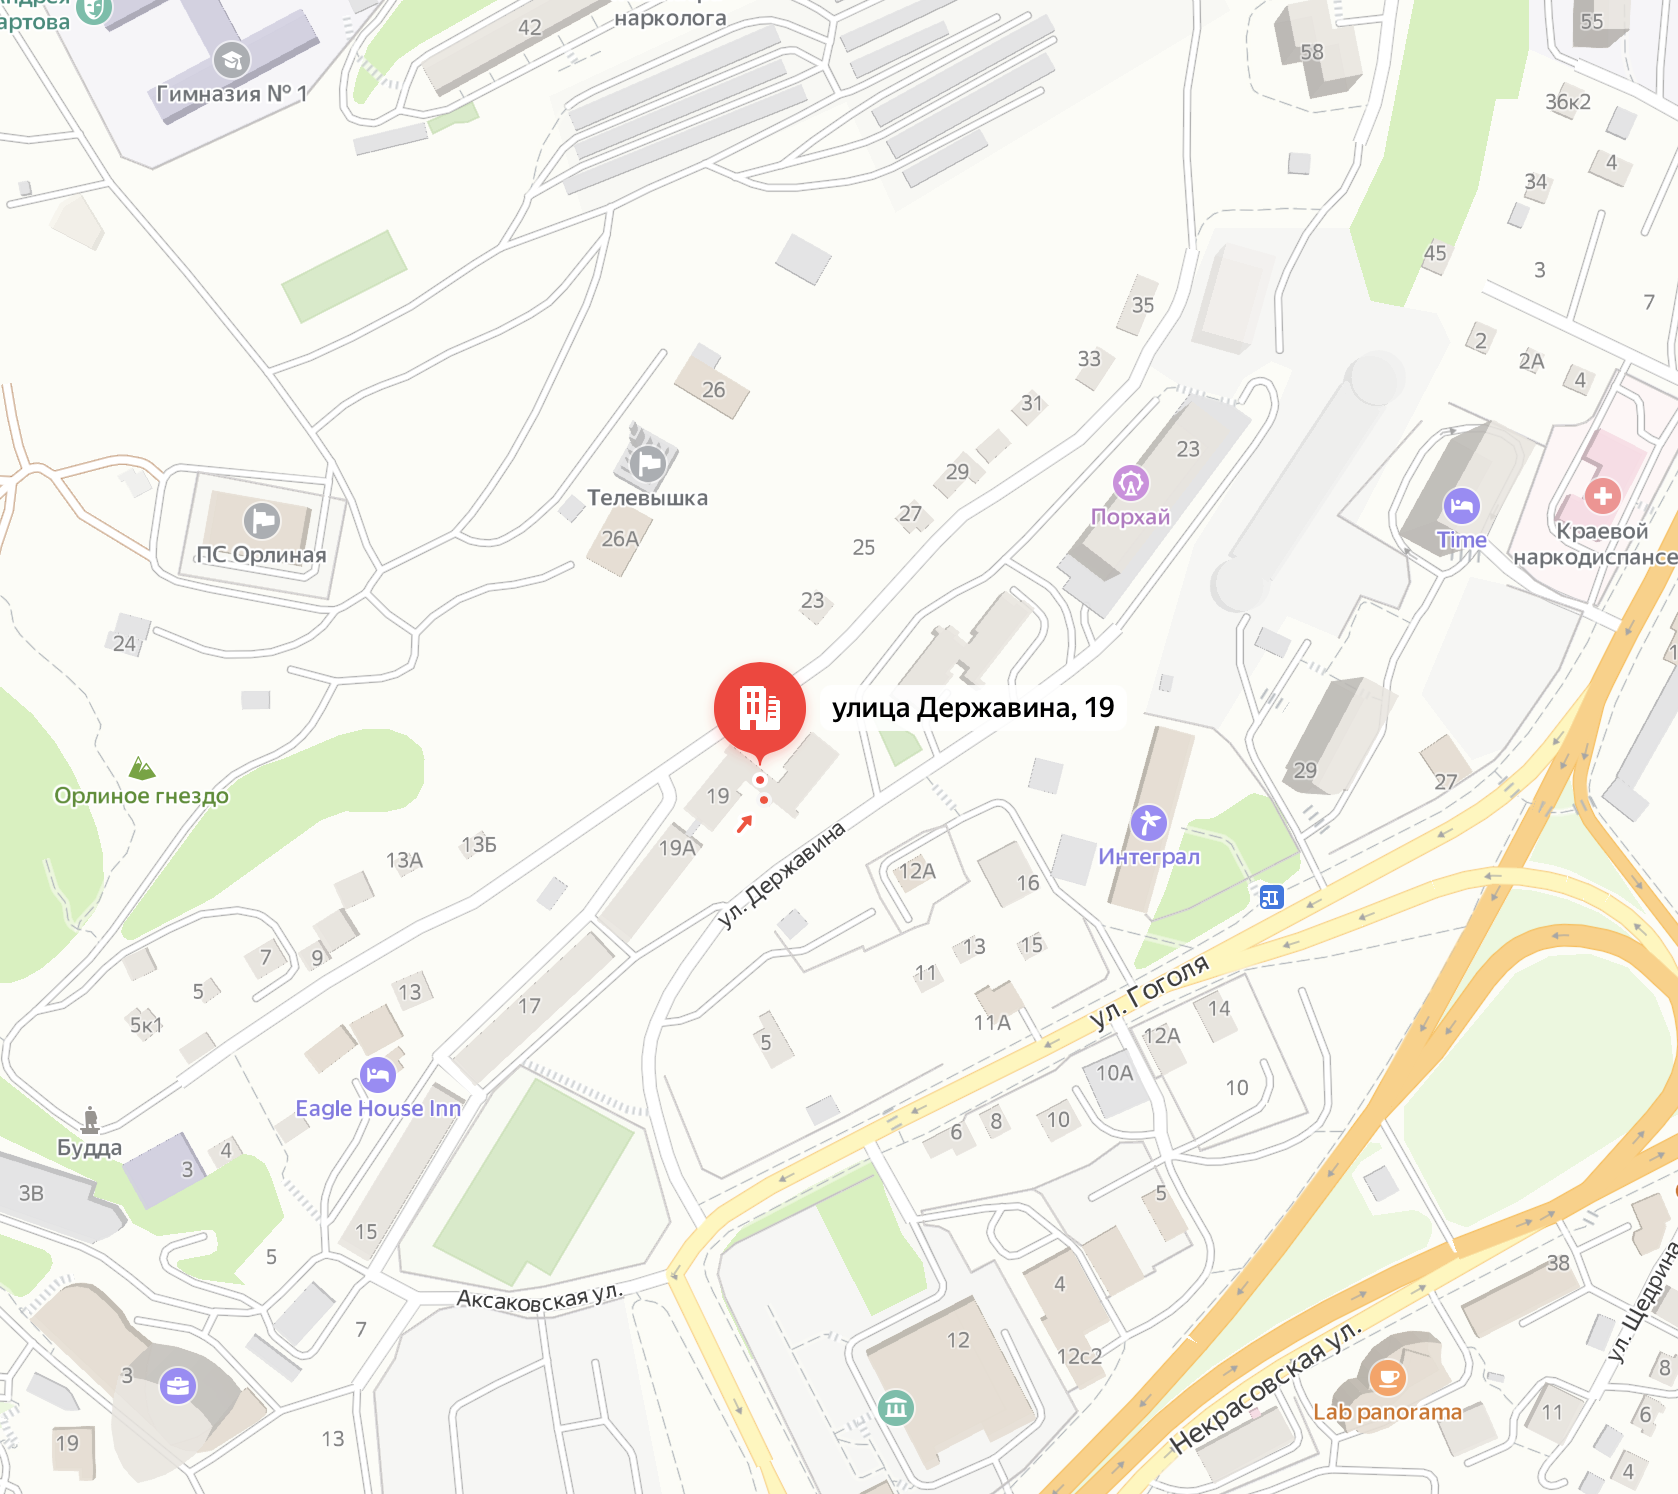 Андрея
артова
42
нарколога
58
55
Гимназия № 1
36к2
4
34
45
3
7
35
2
2А
4
33
26
31
23
29
Телевышка
Порхай
27
ПС Орлиная
26А
25
Time
Краевой
наркодиспансе
23
24
улица Державина, 19
29
27
Орлиное гнездо
19
19А
ул. Державина
13А
13Б
12А
16
Интеграл
7
9
13
15
11
5
13
17
ул. Гоголя
5к1
11А
14
12А
5
10А
10
Eagle House Inn
6
8
10
Будда
3
4
3В
15
5
5
4
38
Аксаковская ул.
ул. Щедрина
7
12
12с2
Некрасовская ул.
8
3
Lab panorama
11
6
13
19
4